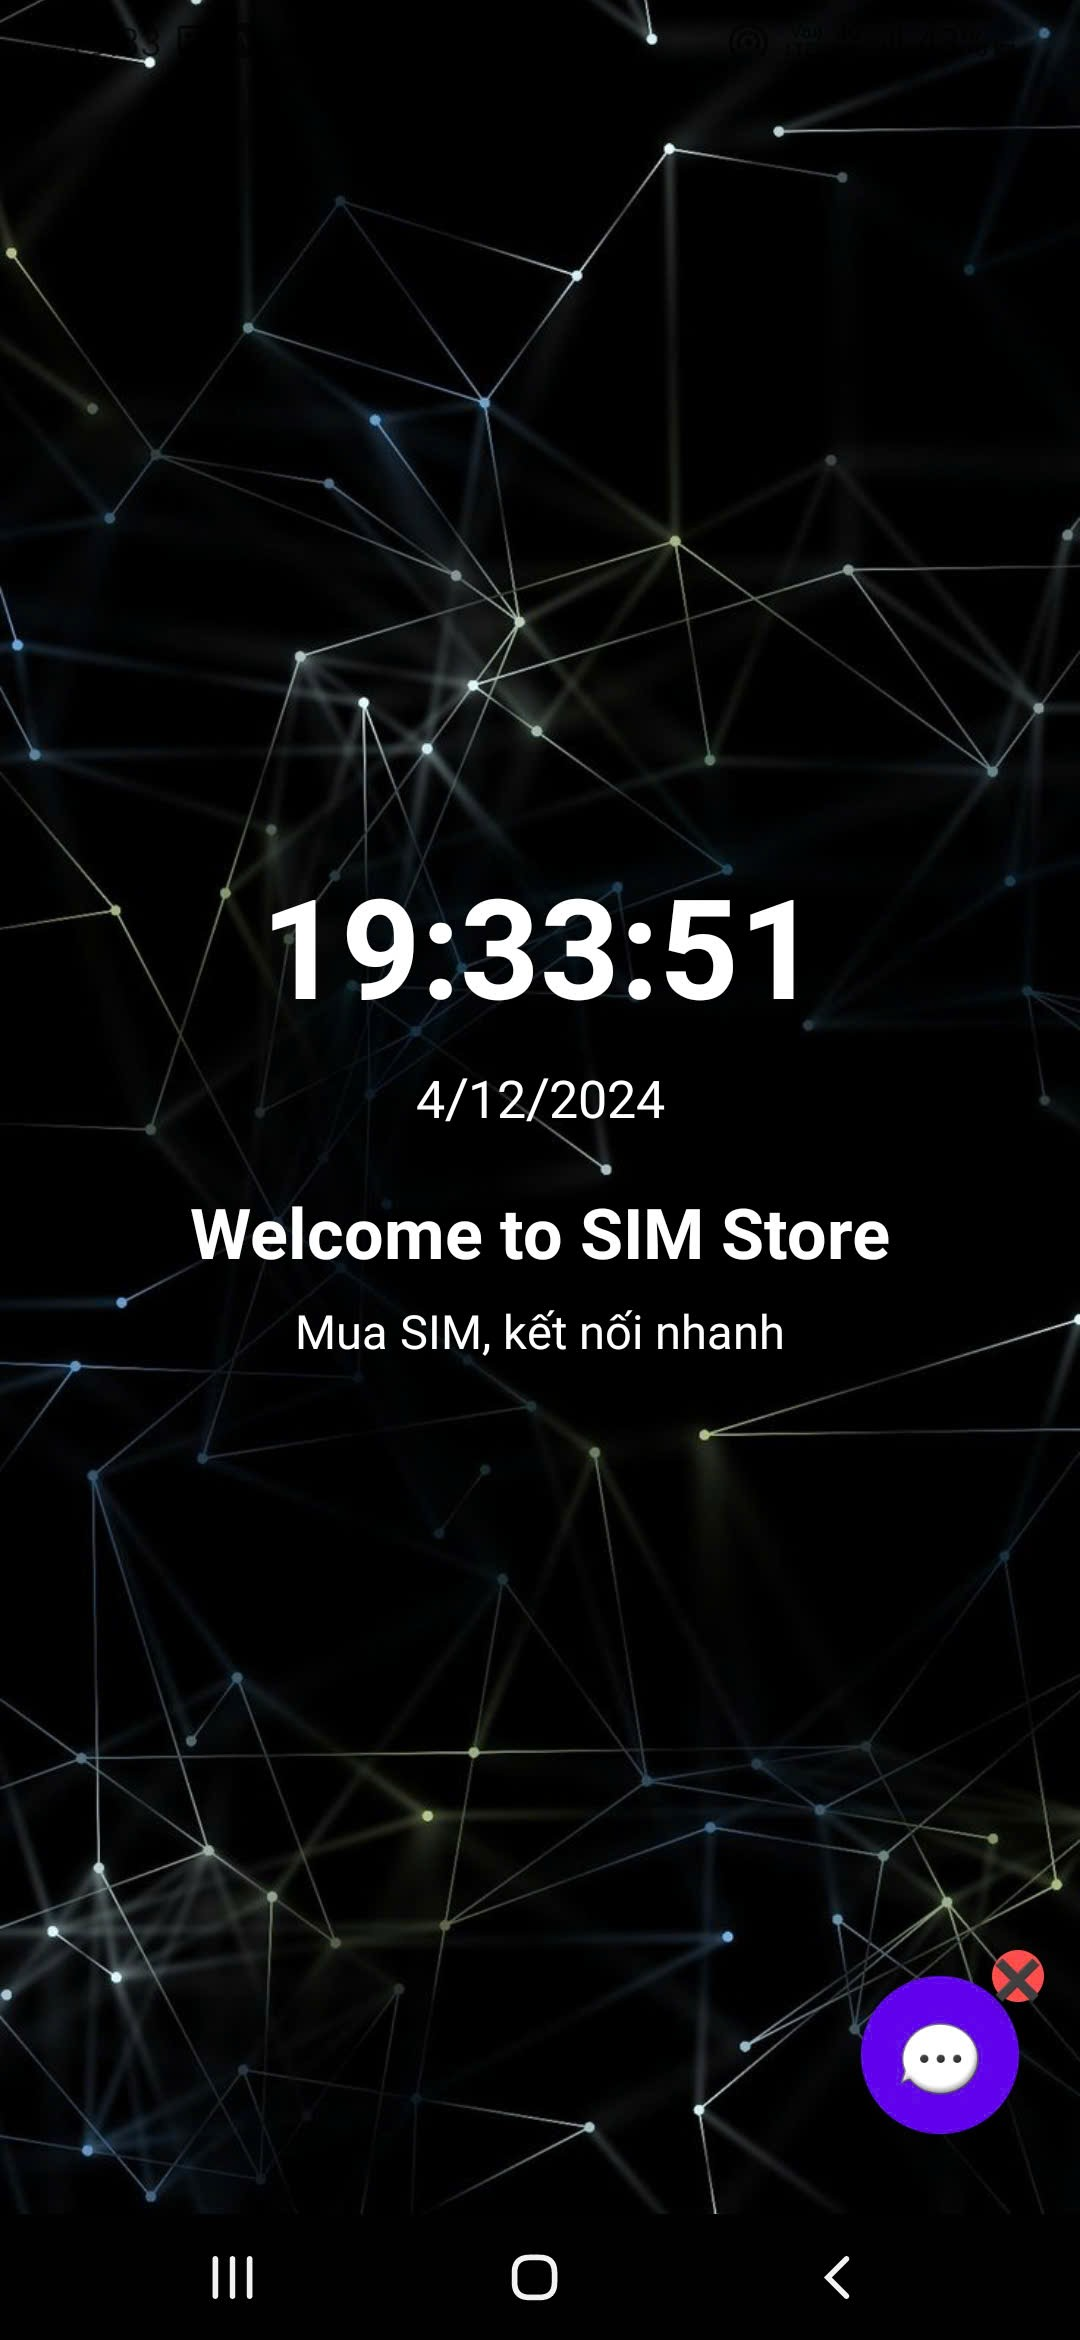 19:33:51
4/12/2024
Welcome to SIM Store
Mua SIM, kết nối nhanh